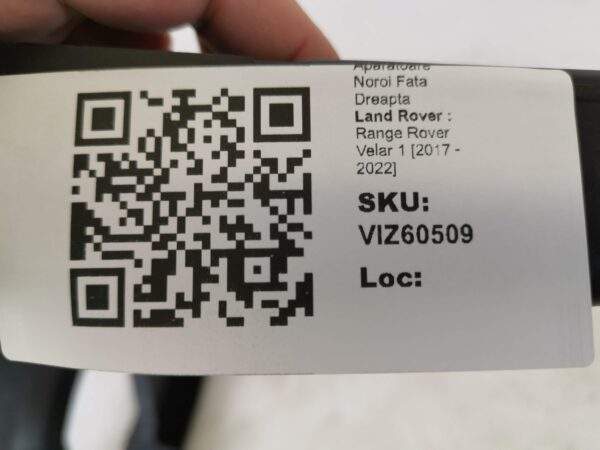 Aparatoare
Noroi Fata
Dreapta
Land Rover :
Range Rover
Velar 1 [2017 -
2022]
SKU:
VIZ60509
Loc: